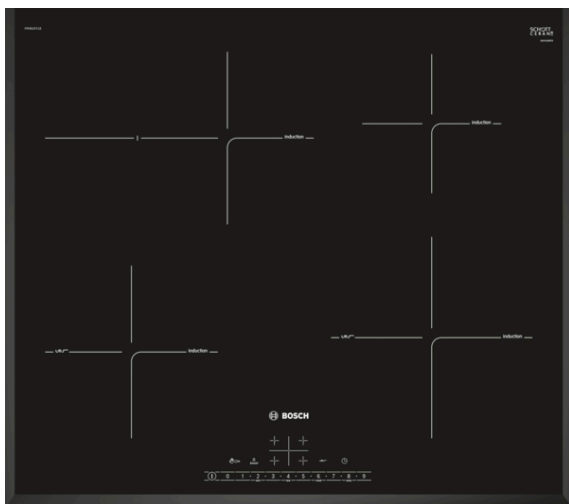 SCHOTT
CERAN®
Induction
Induction
Induction
Induction
BOSCH
0 1 2 3 4 5 6 7 8 9